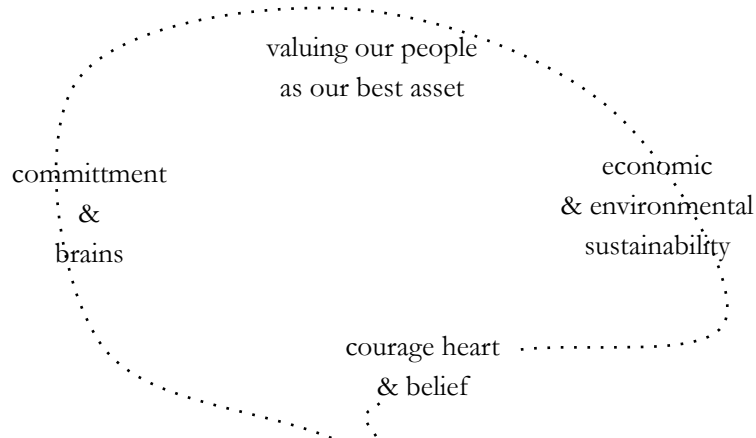 valuing our people
as our best asset
committment
&
brains
economic
& environmental
sustainability
courage heart
& belief